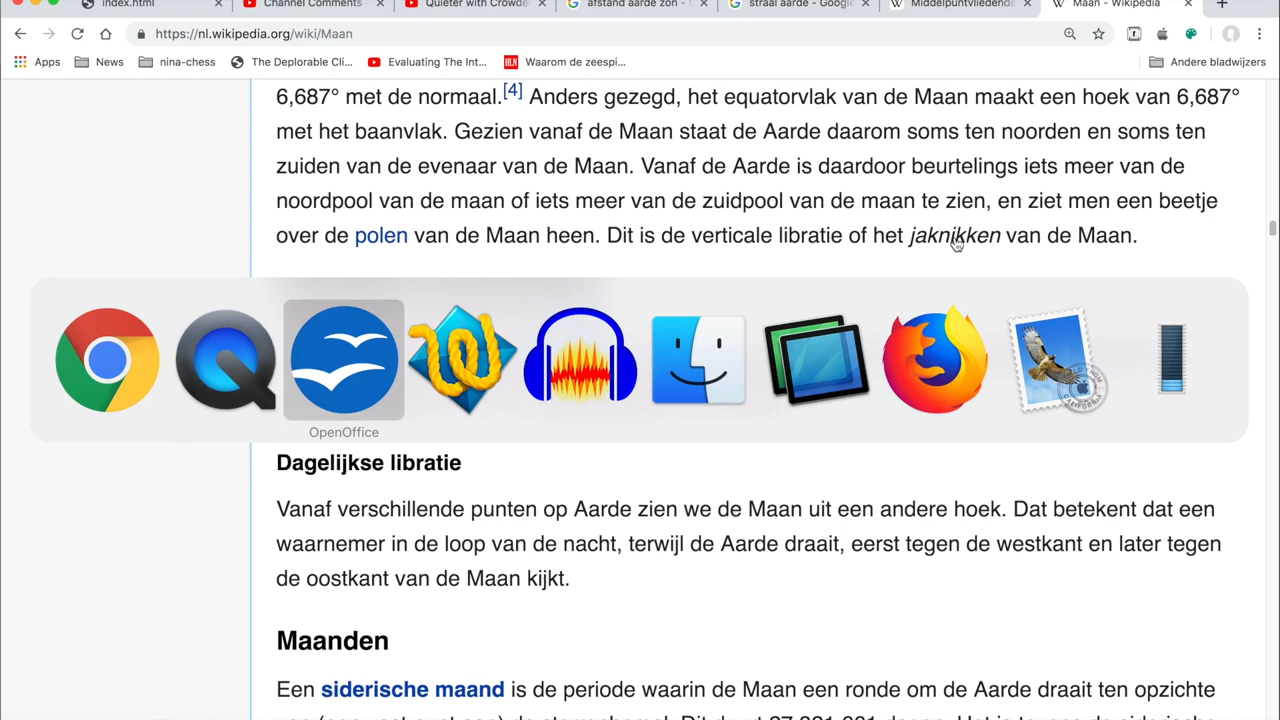 index.html
Channel Comments -
Quieter with Crowde
afstand aarde zon -
straal aarde - Google
Middelpuntvliedende
Maan - Wikipedia
https://nl.wikipedia.org/wiki/Maan
Apps
News
nina-chess
The Deplorable Cli...
Evaluating The Int...
HLN
Waarom de zeespi...
Andere bladwijzers
6,687° met de normaal.[4] Anders gezegd, het equatorvlak van de Maan maakt een hoek van 6,687°
met het baanvlak. Gezien vanaf de Maan staat de Aarde daarom soms ten noorden en soms ten
zuiden van de evenaar van de Maan. Vanaf de Aarde is daardoor beurtelings iets meer van de
noordpool van de maan of iets meer van de zuidpool van de maan te zien, en ziet men een beetje
over de polen van de Maan heen. Dit is de verticale libratie of het jaknikken van de Maan.
OpenOffice
Dagelijkse libratie
Vanaf verschillende punten op Aarde zien we de Maan uit een andere hoek. Dat betekent dat een
waarnemer in de loop van de nacht, terwijl de Aarde draait, eerst tegen de westkant en later tegen
de oostkant van de Maan kijkt.
Maanden
Een siderische maand is de periode waarin de Maan een ronde om de Aarde draait ten opzichte